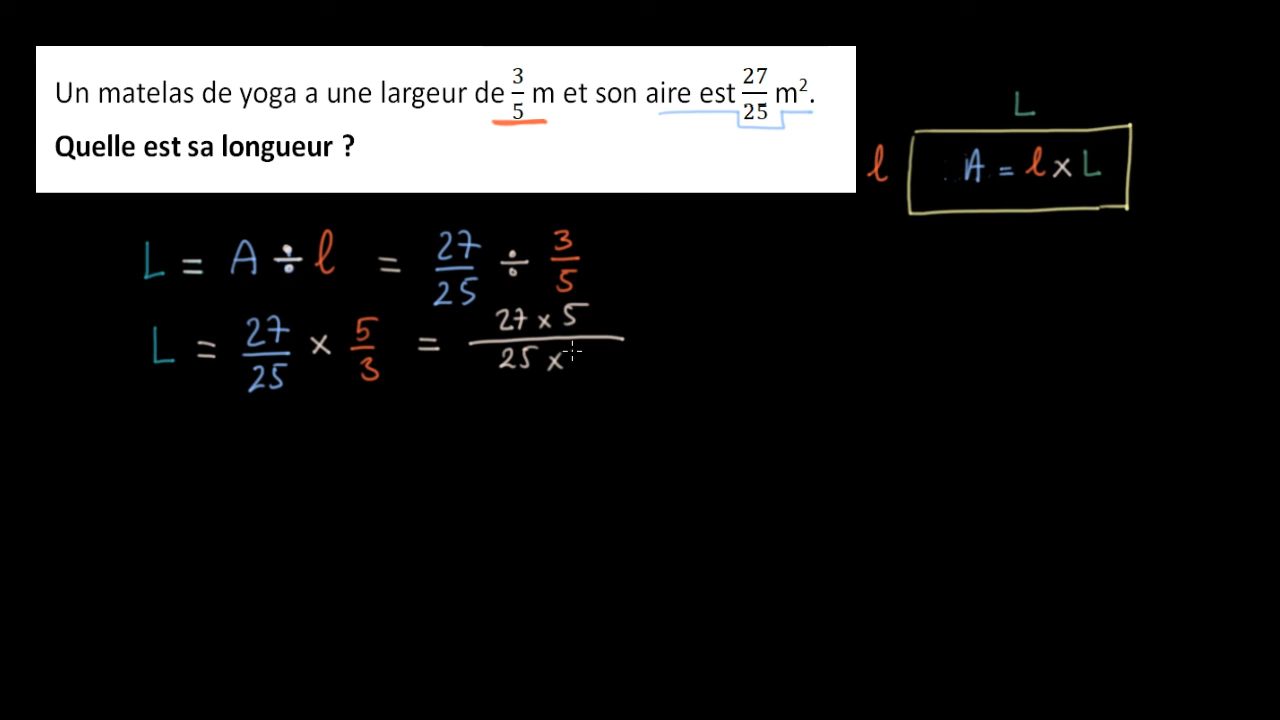 Un matelas de yoga a une largeur de 3/5 m et son aire est 27/25 m².
Quelle est sa longueur ?
L
l
A = l x L
L = A ÷ l = 27/25 ÷ 3/5
L = 27/25 x 5/3 = 27 x 5 / 25 x